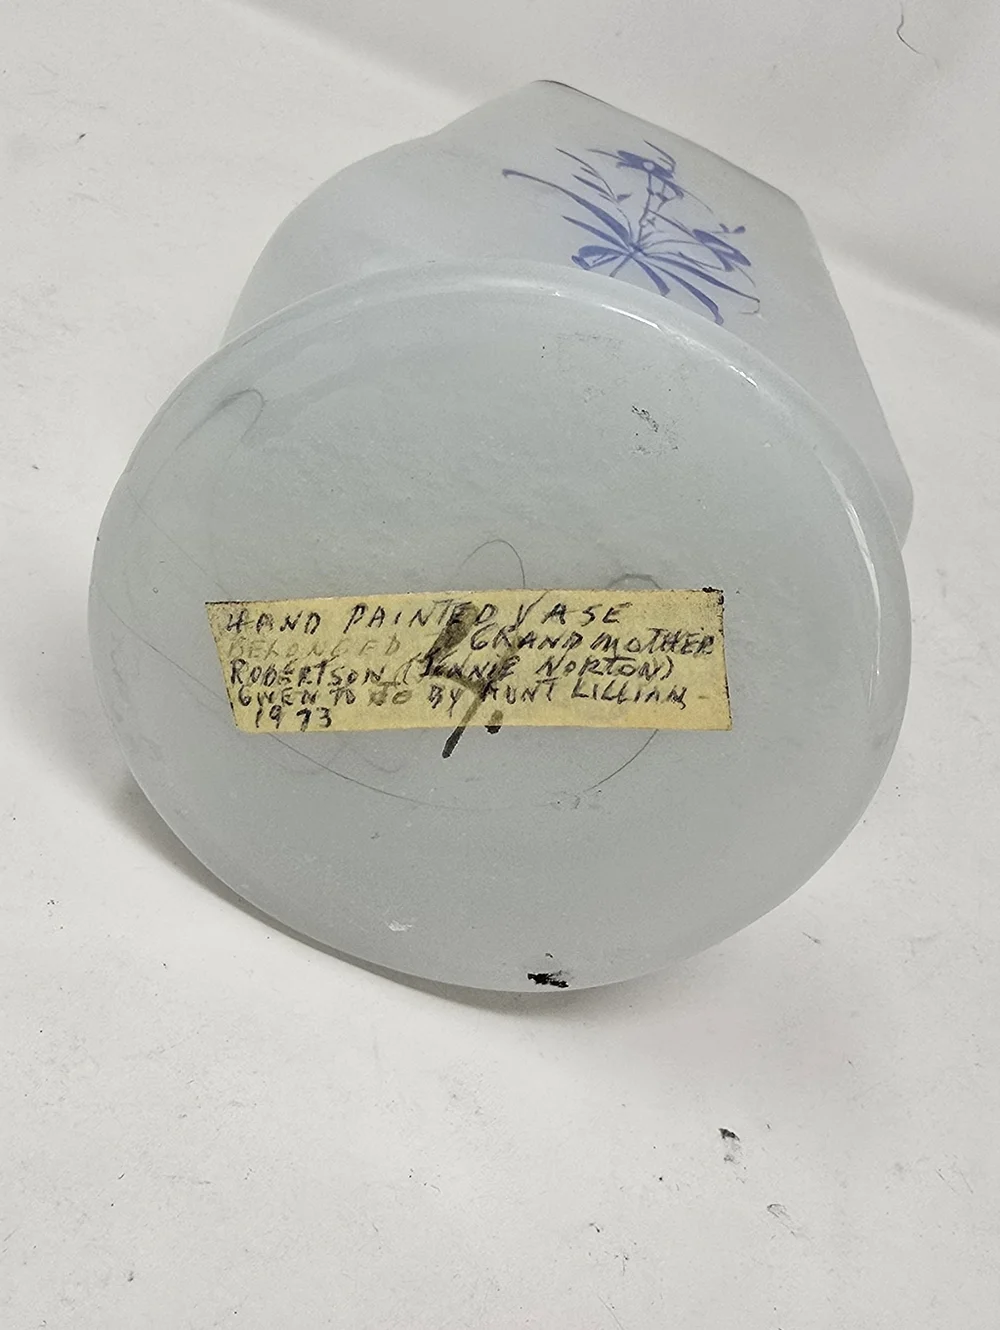 HAND PAINTED VASE
BELONGED TO GRANDMOTHER
ROBERTSON (JENNIE NORTON)
GIVEN TO JO BY AUNT LILLIAN -
1973